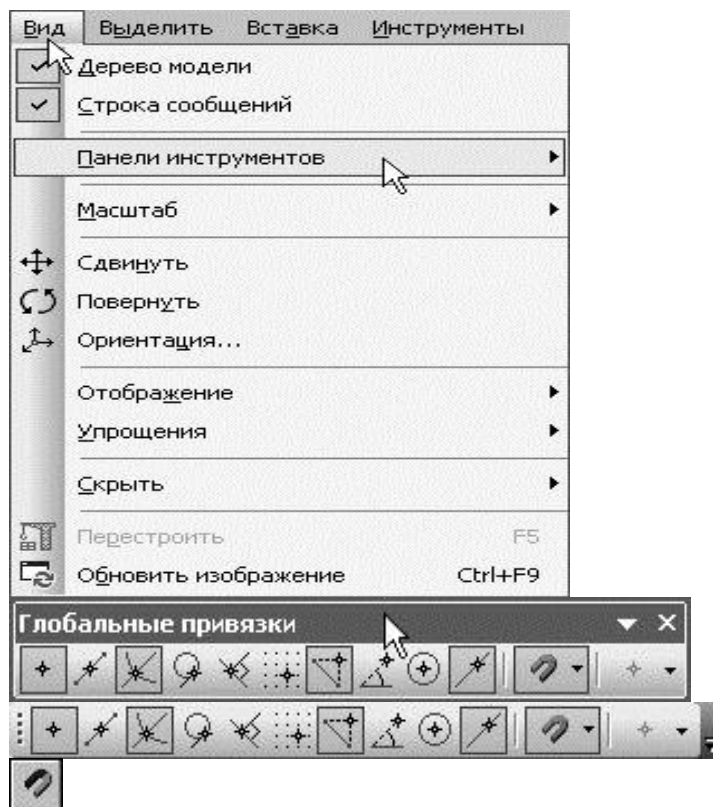 Вид Выделить Вставка Инструменты
Дерево модели
Строка сообщений
Панели инструментов
Масштаб
Сдвинуть
Повернуть
Ориентация...
Отображение
Упрощения
Скрыть
Перестроить F5
Обновить изображение Ctrl+F9
Глобальные привязки